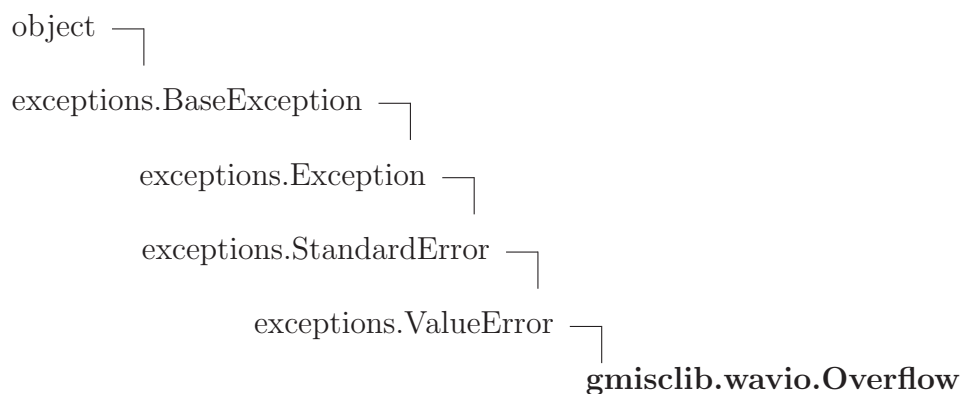 object
exceptions.BaseException
exceptions.Exception
exceptions.StandardError
exceptions.ValueError
gmisclib.wavio.Overflow